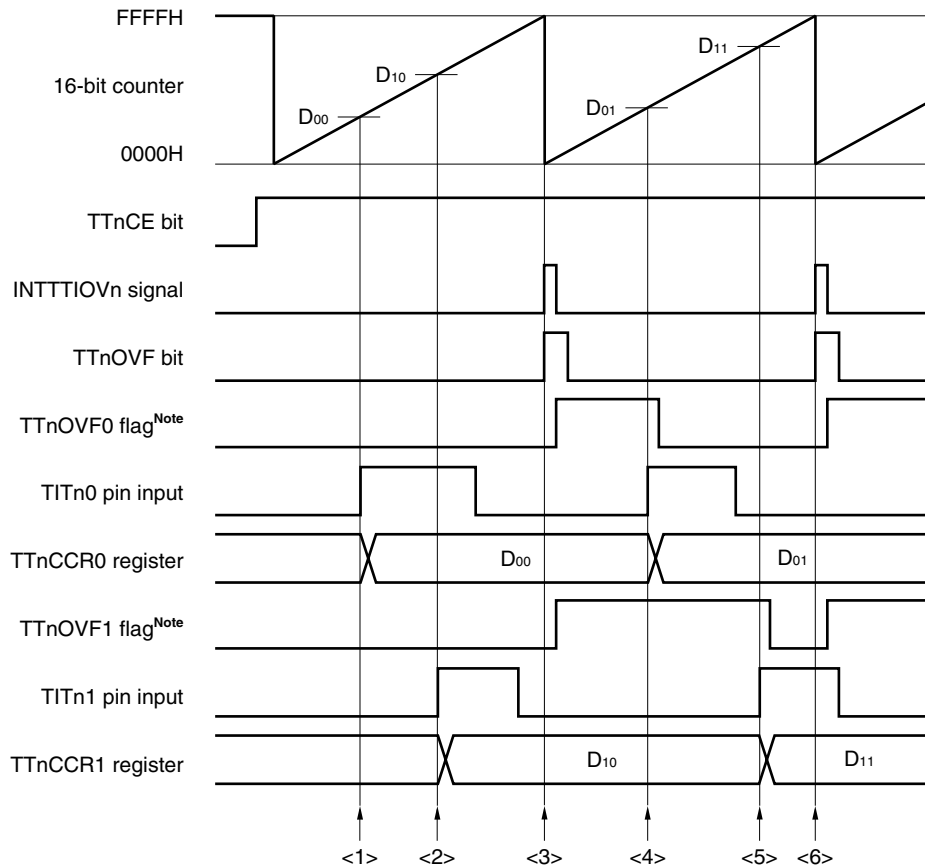 FFFFH
D11
D10
16-bit counter
D01
D00
0000H
TTnCE bit
INTTTIOVn signal
TTnOVF bit
TTnOVF0 flagNote
TITn0 pin input
TTnCCR0 register D00 D01
TTnOVF1 flagNote
TITn1 pin input
TTnCCR1 register D10 D11
<1> <2> <3> <4> <5> <6>